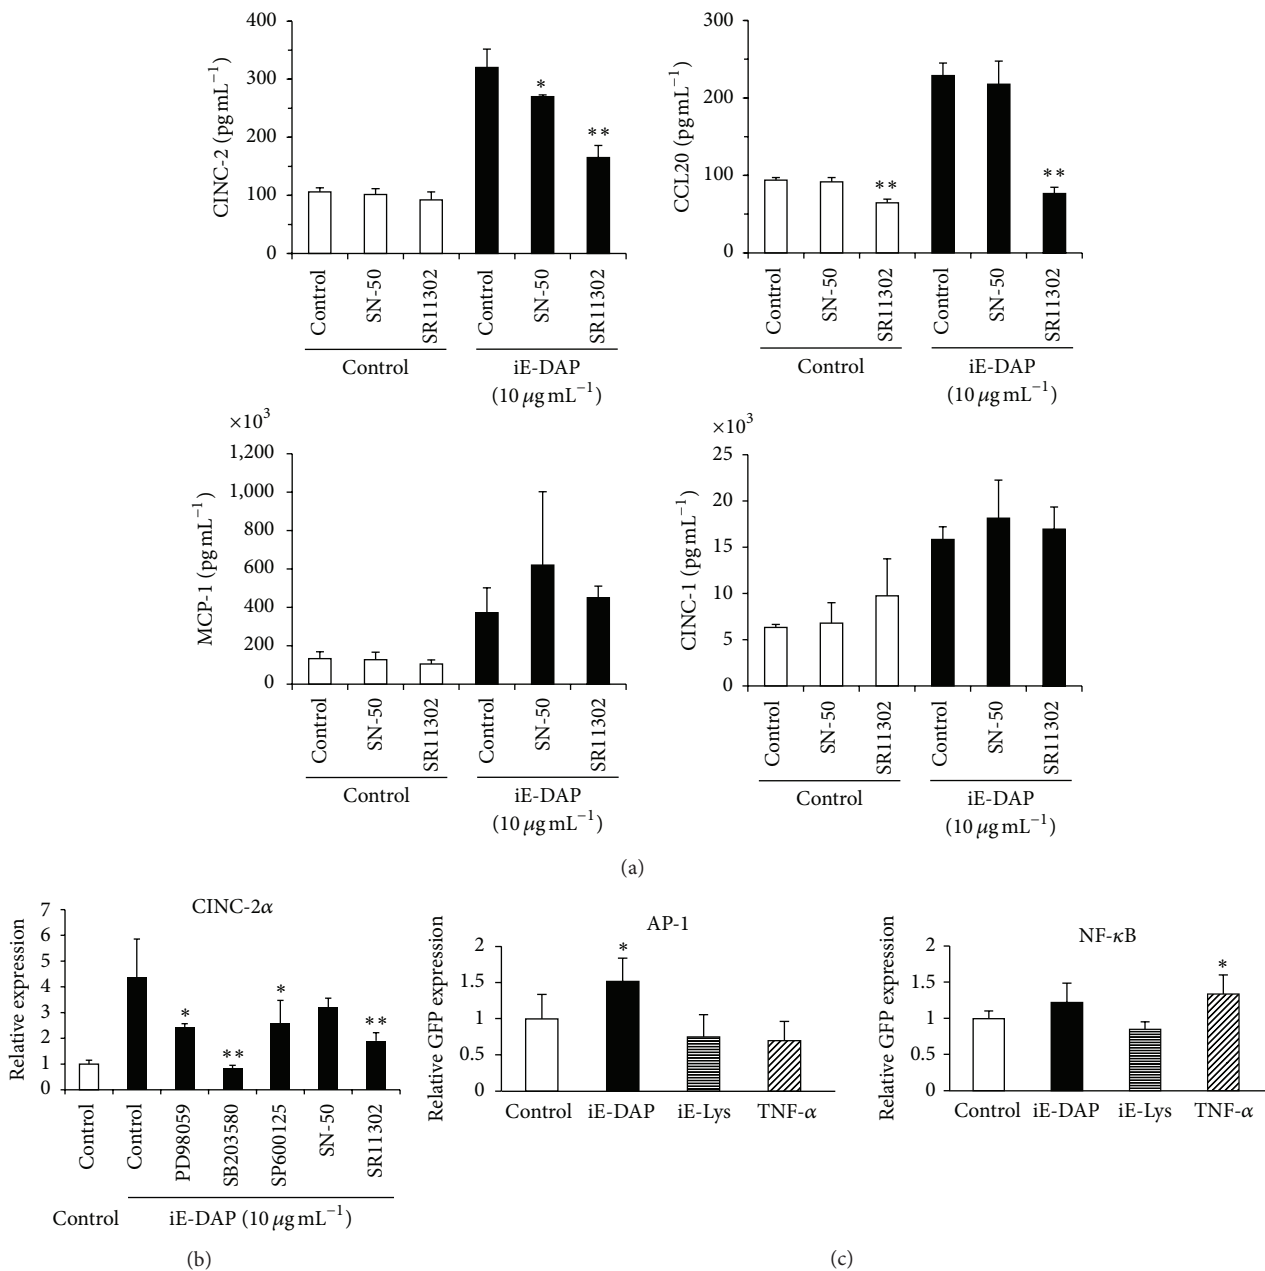 CINC-2 (pg mL⁻¹)
400
300
200
100
0
*
**
Control
SN-50
SR11302
Control
SN-50
SR11302
Control
iE-DAP
(10 μg mL⁻¹)
CCL20 (pg mL⁻¹)
300
200
100
0
**
**
Control
SN-50
SR11302
Control
SN-50
SR11302
Control
iE-DAP
(10 μg mL⁻¹)
×10³
MCP-1 (pg mL⁻¹)
1,200
1,000
800
600
400
200
0
Control
SN-50
SR11302
Control
SN-50
SR11302
Control
iE-DAP
(10 μg mL⁻¹)
×10³
CINC-1 (pg mL⁻¹)
25
20
15
10
5
0
Control
SN-50
SR11302
Control
SN-50
SR11302
Control
iE-DAP
(10 μg mL⁻¹)
(a)
CINC-2α
Relative expression
7
6
5
4
3
2
1
0
*
**
*
**
Control
Control
PD98059
SB203580
SP600125
SN-50
SR11302
Control
iE-DAP (10 μg mL⁻¹)
(b)
AP-1
Relative GFP expression
2
1.5
1
0.5
0
*
Control iE-DAP iE-Lys TNF-α
NF-κB
Relative GFP expression
2
1.5
1
0.5
0
*
Control iE-DAP iE-Lys TNF-α
(c)